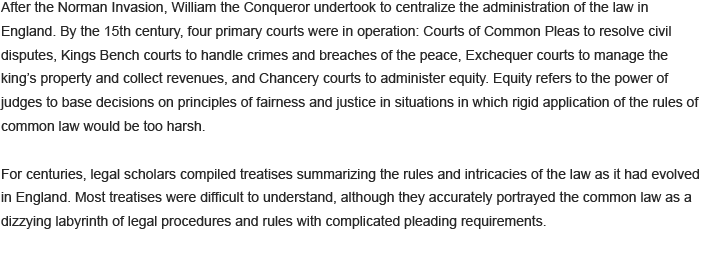 After the Norman Invasion, William the Conqueror undertook to centralize the administration of the law in
England. By the 15th century, four primary courts were in operation: Courts of Common Pleas to resolve civil
disputes, Kings Bench courts to handle crimes and breaches of the peace, Exchequer courts to manage the
king's property and collect revenues, and Chancery courts to administer equity. Equity refers to the power of
judges to base decisions on principles of fairness and justice in situations in which rigid application of the rules of
common law would be too harsh.
For centuries, legal scholars compiled treatises summarizing the rules and intricacies of the law as it had evolved
in England. Most treatises were difficult to understand, although they accurately portrayed the common law as a
dizzying labyrinth of legal procedures and rules with complicated pleading requirements.